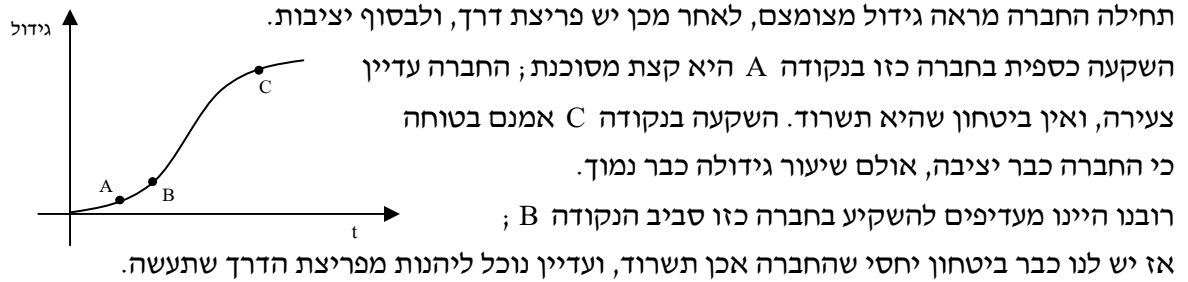 תחילה החברה מראה גידול מצומצם, לאחר מכן יש פריצת דרך, ולבסוף יציבות.
גידול
השקעה כספית בחברה כזו בנקודה A היא קצת מסוכנת; החברה עדיין
C
צעירה, ואין ביטחון שהיא תשרוד. השקעה בנקודה C אמנם בטוחה
כי החברה כבר יציבה, אולם שיעור גידולה כבר נמוך.
A
B
רובנו היינו מעדיפים להשקיע בחברה כזו סביב הנקודה B ;
t
אז יש לנו כבר ביטחון יחסי שהחברה אכן תשרוד, ועדיין נוכל ליהנות מפריצת הדרך שתעשה.